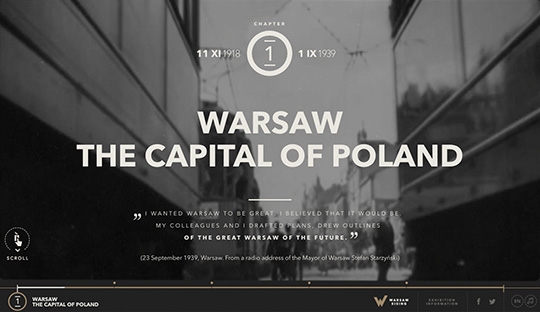 CHAPTER
11 XI 1918 1 1 IX 1939
WARSAW
THE CAPITAL OF POLAND
„ I WANTED WARSAW TO BE GREAT. I BELIEVED THAT IT WOULD BE.
MY COLLEAGUES AND I DRAFTED PLANS, DREW OUTLINES
OF THE GREAT WARSAW OF THE FUTURE. ”
(23 September 1939, Warsaw. From a radio address of the Mayor of Warsaw Stefan Starzyński)
SCROLL
1 WARSAW
THE CAPITAL OF POLAND
WARSAW
RISING
EXHIBITION
INFORMATION
EN